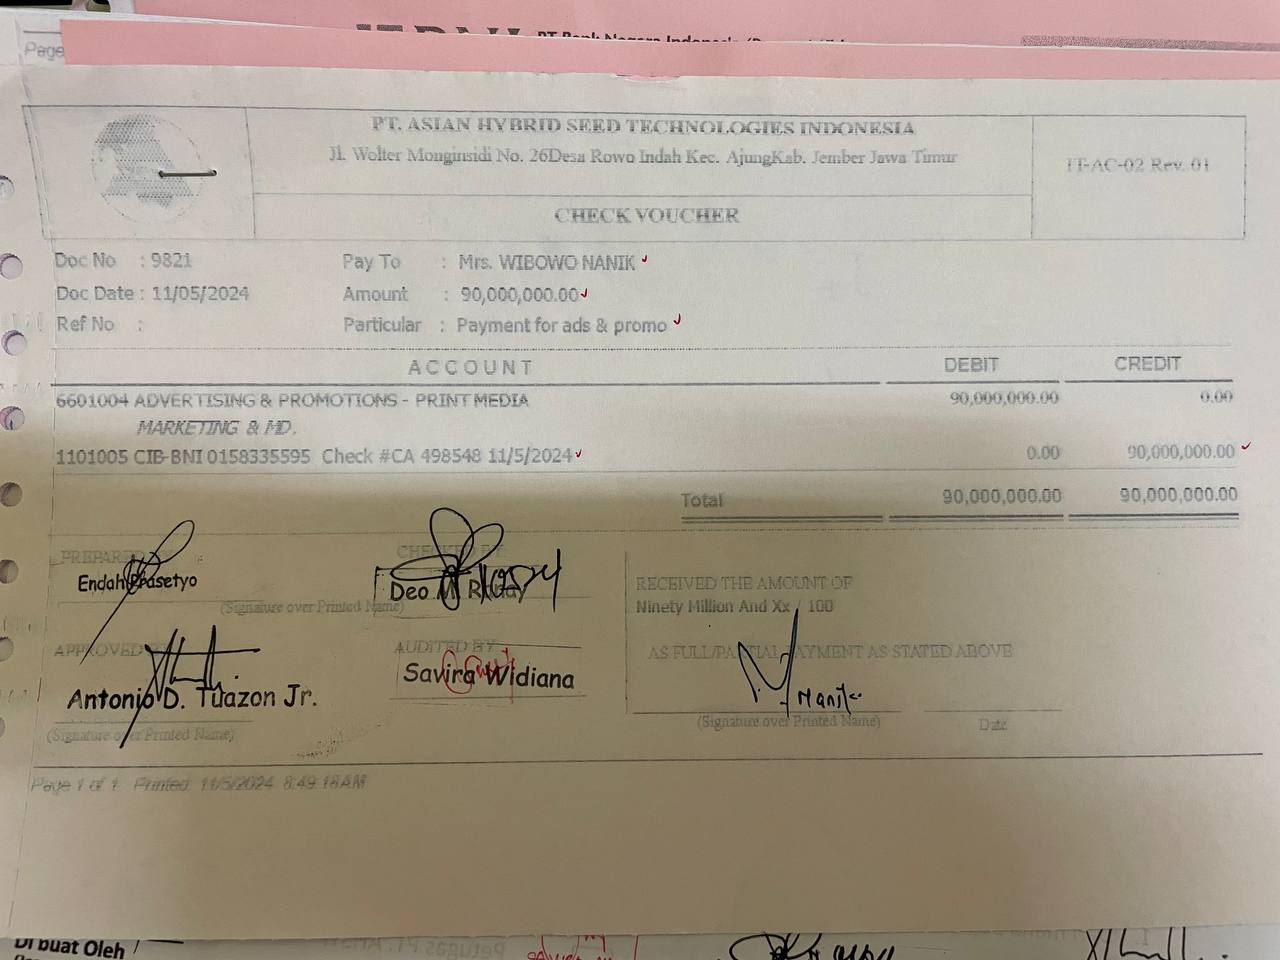 Page
PT. ASIAN HYBRID SEED TECHNOLOGIES INDONESIA
Jl. Wolter Monginsidi No. 26Desa Rowo Indah Kec. AjungKab. Jember Jawa Timur
IT-AC-02 Rev. 01
CHECK VOUCHER
Doc No : 9821 Pay To : Mrs. WIBOWO NANIK
Doc Date : 11/05/2024 Amount : 90,000,000.00
Ref No : Particular : Payment for ads & promo
ACCOUNT DEBIT CREDIT
6601004 ADVERTISING & PROMOTIONS - PRINT MEDIA 90,000,000.00 0.00
MARKETING & MD.
1101005 CIB-BNI 0158335595 Check #CA 498548 11/5/2024 0.00 90,000,000.00
Total 90,000,000.00 90,000,000.00
PREPARED BY CHECKED BY:
Endah Prasetyo Deo M
(Signature over Printed Name)
RECEIVED THE AMOUNT OF
Ninety Million And Xx / 100
APPROVED AUDITED BY
AS FULL/PARTIAL PAYMENT AS STATED ABOVE
Antonio D. Tuazon Jr. Savira Widiana
Nanik
(Signature over Printed Name) (Signature over Printed Name) Date
Page 1 of 1 Printed: 11/5/2024 8:49:18AM
Di buat Oleh